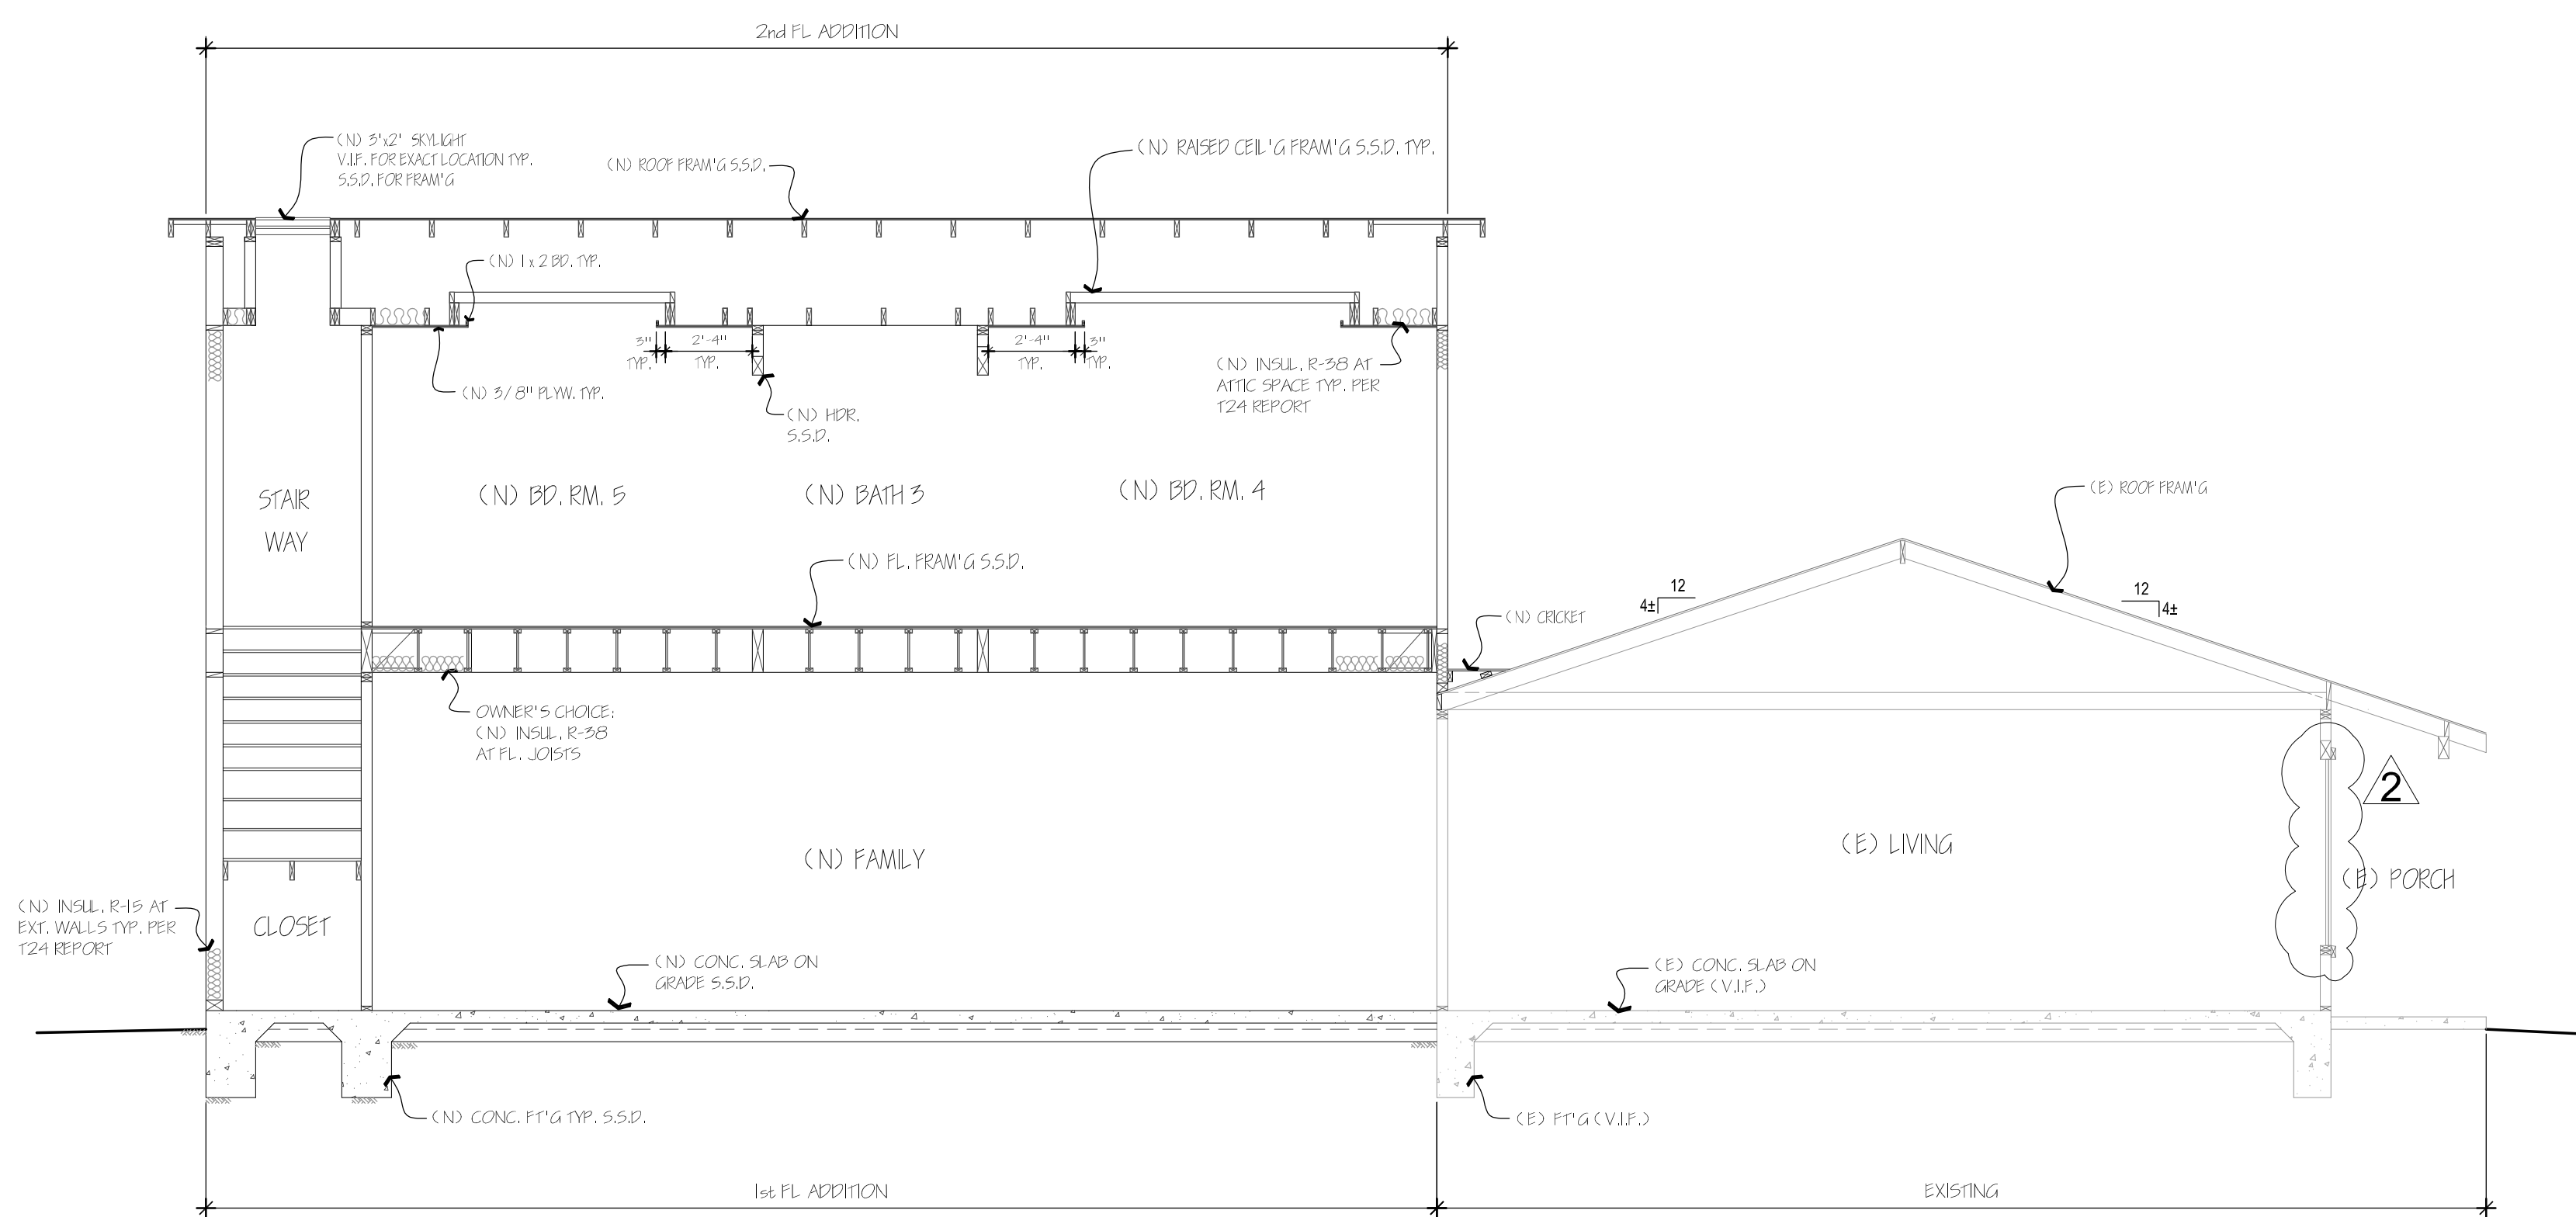 2nd FL ADDITION
(N) 3'x2' SKYLIGHT
V.I.F. FOR EXACT LOCATION TYP.
S.S.D. FOR FRAM'G
(N) ROOF FRAM'G S.S.D.
(N) RAISED CEIL'G FRAM'G S.S.D. TYP.
(N) 1 x 2 BD. TYP.
3"
TYP.
2'-4"
TYP.
2'-4"
TYP.
3"
TYP.
(N) 3/8" PLYW. TYP.
(N) HDR.
S.S.D.
(N) INSUL, R-38 AT
ATTIC SPACE TYP. PER
T24 REPORT
STAIR
WAY
(N) BD. RM. 5
(N) BATH 3
(N) BD. RM. 4
(E) ROOF FRAM'G
(N) FL. FRAM'G S.S.D.
12
4±
12
4±
(N) CRICKET
OWNER'S CHOICE:
(N) INSUL, R-38
AT FL. JOISTS
2
(N) FAMILY
(E) LIVING
(E) PORCH
(N) INSUL, R-15 AT
EXT. WALLS TYP. PER
T24 REPORT
CLOSET
(N) CONC. SLAB ON
GRADE S.S.D.
(E) CONC. SLAB ON
GRADE (V.I.F.)
(N) CONC. FT'G TYP. S.S.D.
(E) FT'G (V.I.F.)
1st FL ADDITION
EXISTING